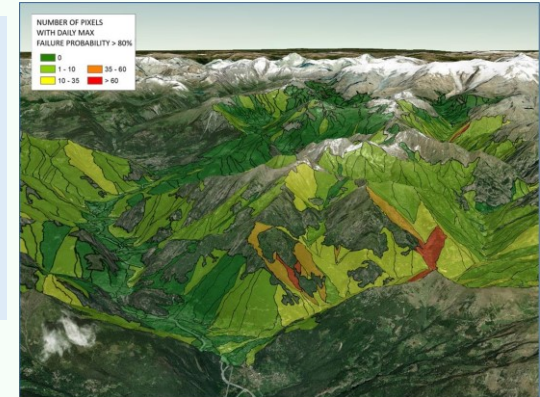 NUMBER OF PIXELS
WITH DAILY MAX
FAILURE PROBABILITY > 80%
0
1 - 10 35 - 60
10 - 35 > 60